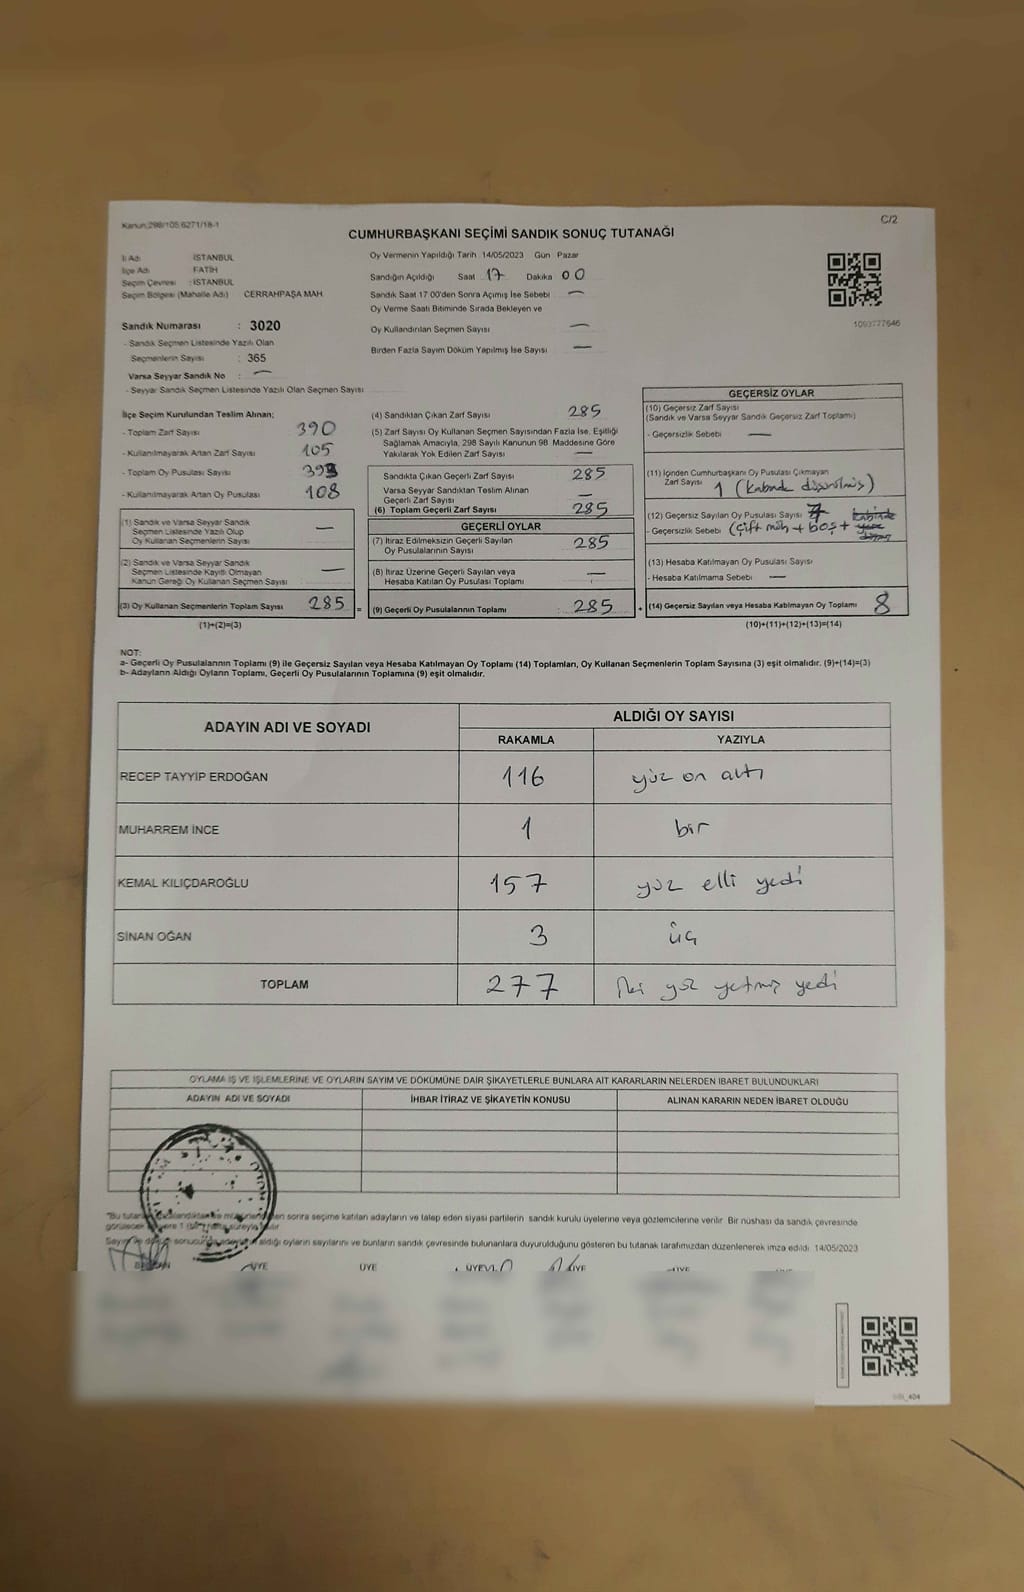 Kanun;298/105;6271/18-1
C/2
CUMHURBAŞKANI SEÇİMİ SANDIK SONUÇ TUTANAĞI
İl Adı : İSTANBUL
İlçe Adı : FATİH
Seçim Çevresi : İSTANBUL
Seçim Bölgesi (Mahalle Adı) CERRAHPAŞA MAH.
Sandık Numarası : 3020
- Sandık Seçmen Listesinde Yazılı Olan
Seçmenlerin Sayısı : 365
Varsa Seyyar Sandık No : —
- Seyyar Sandık Seçmen Listesinde Yazılı Olan Seçmen Sayısı
Oy Vermenin Yapıldığı Tarih 14/05/2023 Gün Pazar
Sandığın Açıldığı Saat 17 Dakika 00
Sandık Saat 17:00'den Sonra Açımış İse Sebebi —
Oy Verme Saati Bitiminde Sırada Bekleyen ve
Oy Kullandırılan Seçmen Sayısı —
Birden Fazla Sayım Döküm Yapılmış İse Sayısı —
1093777646
İlçe Seçim Kurulundan Teslim Alınan;
- Toplam Zarf Sayısı 390
- Kullanılmayarak Artan Zarf Sayısı 105
- Toplam Oy Pusulası Sayısı 393
- Kullanılmayarak Artan Oy Pusulası 108
(1) Sandık ve Varsa Seyyar Sandık
Seçmen Listesinde Yazılı Olup
Oy Kullanan Seçmenlerin Sayısı —
(2) Sandık ve Varsa Seyyar Sandık
Seçmen Listesinde Kayıtlı Olmayan
Kanun Gereği Oy Kullanan Seçmen Sayısı —
(3) Oy Kullanan Seçmenlerin Toplam Sayısı 285 =
(1)+(2)=(3)
(4) Sandıktan Çıkan Zarf Sayısı 285
(5) Zarf Sayısı Oy Kullanan Seçmen Sayısından Fazla İse, Eşitliği
Sağlamak Amacıyla, 298 Sayılı Kanunun 98. Maddesine Göre
Yakılarak Yok Edilen Zarf Sayısı —
Sandıkta Çıkan Geçerli Zarf Sayısı 285
Varsa Seyyar Sandıktan Teslim Alınan
Geçerli Zarf Sayısı —
(6) Toplam Geçerli Zarf Sayısı 285
GEÇERLİ OYLAR
(7) İtiraz Edilmeksizin Geçerli Sayılan
Oy Pusulalarının Sayısı 285
(8) İtiraz Üzerine Geçerli Sayılan veya
Hesaba Katılan Oy Pusulası Toplamı —
(9) Geçerli Oy Pusulalarının Toplamı : 285 +
GEÇERSİZ OYLAR
(10) Geçersiz Zarf Sayısı
(Sandık ve Varsa Seyyar Sandık Geçersiz Zarf Toplamı)
- Geçersizlik Sebebi —
(11) İçinden Cumhurbaşkanı Oy Pusulası Çıkmayan
Zarf Sayısı 1 (kabinde düşürülmüş)
(12) Geçersiz Sayılan Oy Pusulası Sayısı 7 kabinde
- Geçersizlik Sebebi (Çift müh + boş +
(13) Hesaba Katılmayan Oy Pusulası Sayısı
- Hesaba Katılmama Sebebi —
(14) Geçersiz Sayılan veya Hesaba Katılmayan Oy Toplamı 8
(10)+(11)+(12)+(13)=(14)
NOT:
a- Geçerli Oy Pusulalarının Toplamı (9) ile Geçersiz Sayılan veya Hesaba Katılmayan Oy Toplamı (14) Toplamları, Oy Kullanan Seçmenlerin Toplam Sayısına (3) eşit olmalıdır. (9)+(14)=(3)
b- Adayların Aldığı Oyların Toplamı, Geçerli Oy Pusulalarının Toplamına (9) eşit olmalıdır.
ADAYIN ADI VE SOYADI
ALDIĞI OY SAYISI
RAKAMLA YAZIYLA
RECEP TAYYİP ERDOĞAN 116 yüz on altı
MUHARREM İNCE 1 bir
KEMAL KILIÇDAROĞLU 157 yüz elli yedi
SİNAN OĞAN 3 üç
TOPLAM 277 iki yüz yetmiş yedi
OYLAMA İŞ VE İŞLEMLERİNE VE OYLARIN SAYIM VE DÖKÜMÜNE DAİR ŞİKAYETLERLE BUNLARA AİT KARARLARIN NELERDEN İBARET BULUNDUKLARI
ADAYIN ADI VE SOYADI İHBAR İTİRAZ VE ŞİKAYETİN KONUSU ALINAN KARARIN NEDEN İBARET OLDUĞU
"Bu sonra seçime katılan adayların ve talep eden siyasi partilerin sandık kurulu üyelerine veya gözlemcilerine verilir. Bir nüshası da sandık çevresinde
aldığı oyların sayılarını ve bunların sandık çevresinde bulunanlara duyurulduğunu gösteren bu tutanak tarafımızdan düzenlenerek imza edildi. 14/05/2023
ÜYE ÜYE ÜYE